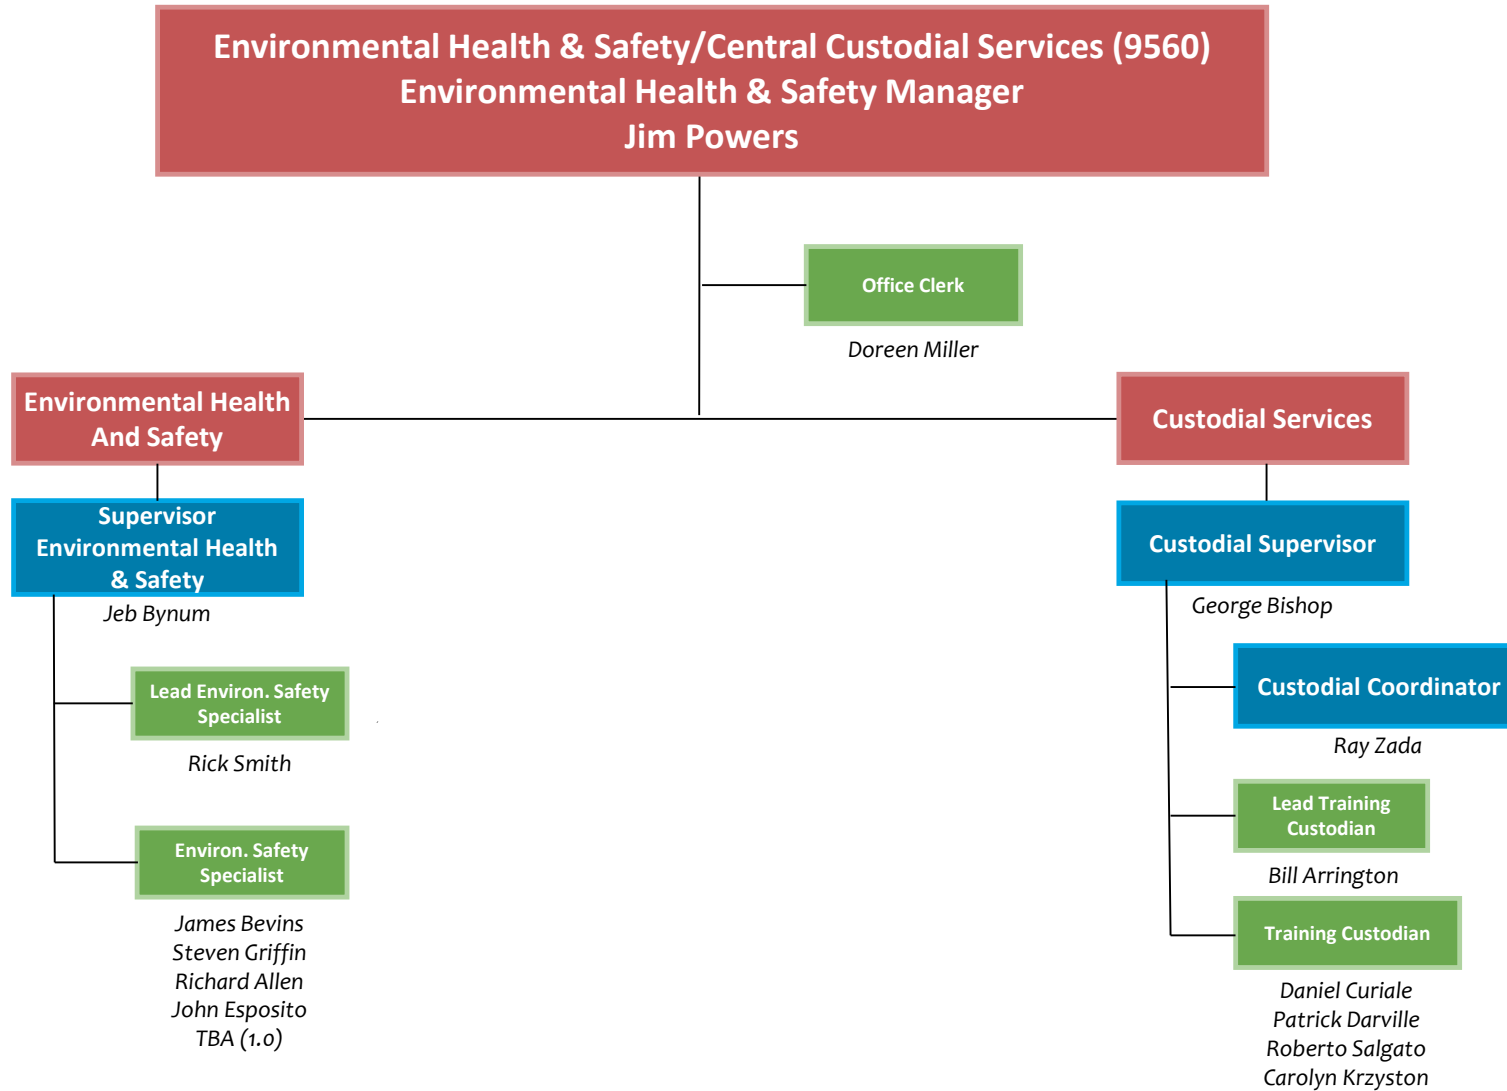 Environmental Health & Safety/Central Custodial Services (9560)
Environmental Health & Safety Manager
Jim Powers
Office Clerk
Doreen Miller
Environmental Health
And Safety
Supervisor
Environmental Health
& Safety
Jeb Bynum
Lead Environ. Safety
Specialist
Rick Smith
Environ. Safety
Specialist
James Bevins
Steven Griffin
Richard Allen
John Esposito
TBA (1.0)
Custodial Services
Custodial Supervisor
George Bishop
Custodial Coordinator
Ray Zada
Lead Training
Custodian
Bill Arrington
Training Custodian
Daniel Curiale
Patrick Darville
Roberto Salgato
Carolyn Krzyston